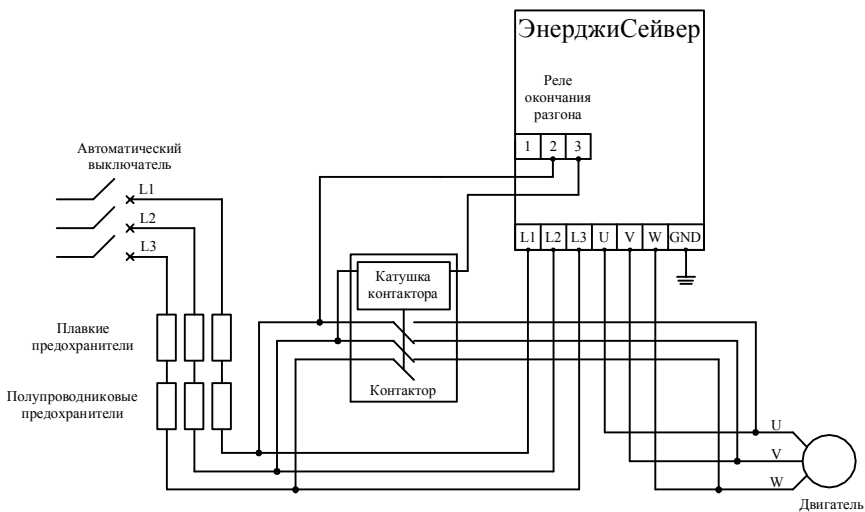 ЭнерджиСейвер
Реле
окончания
разгона
1 2 3
Автоматический
выключатель
L1
L2
L3
L1 L2 L3 U V W GND
Катушка
контактора
Плавкие
предохранители
Контактор
Полупроводниковые
предохранители
U
V
W
Двигатель